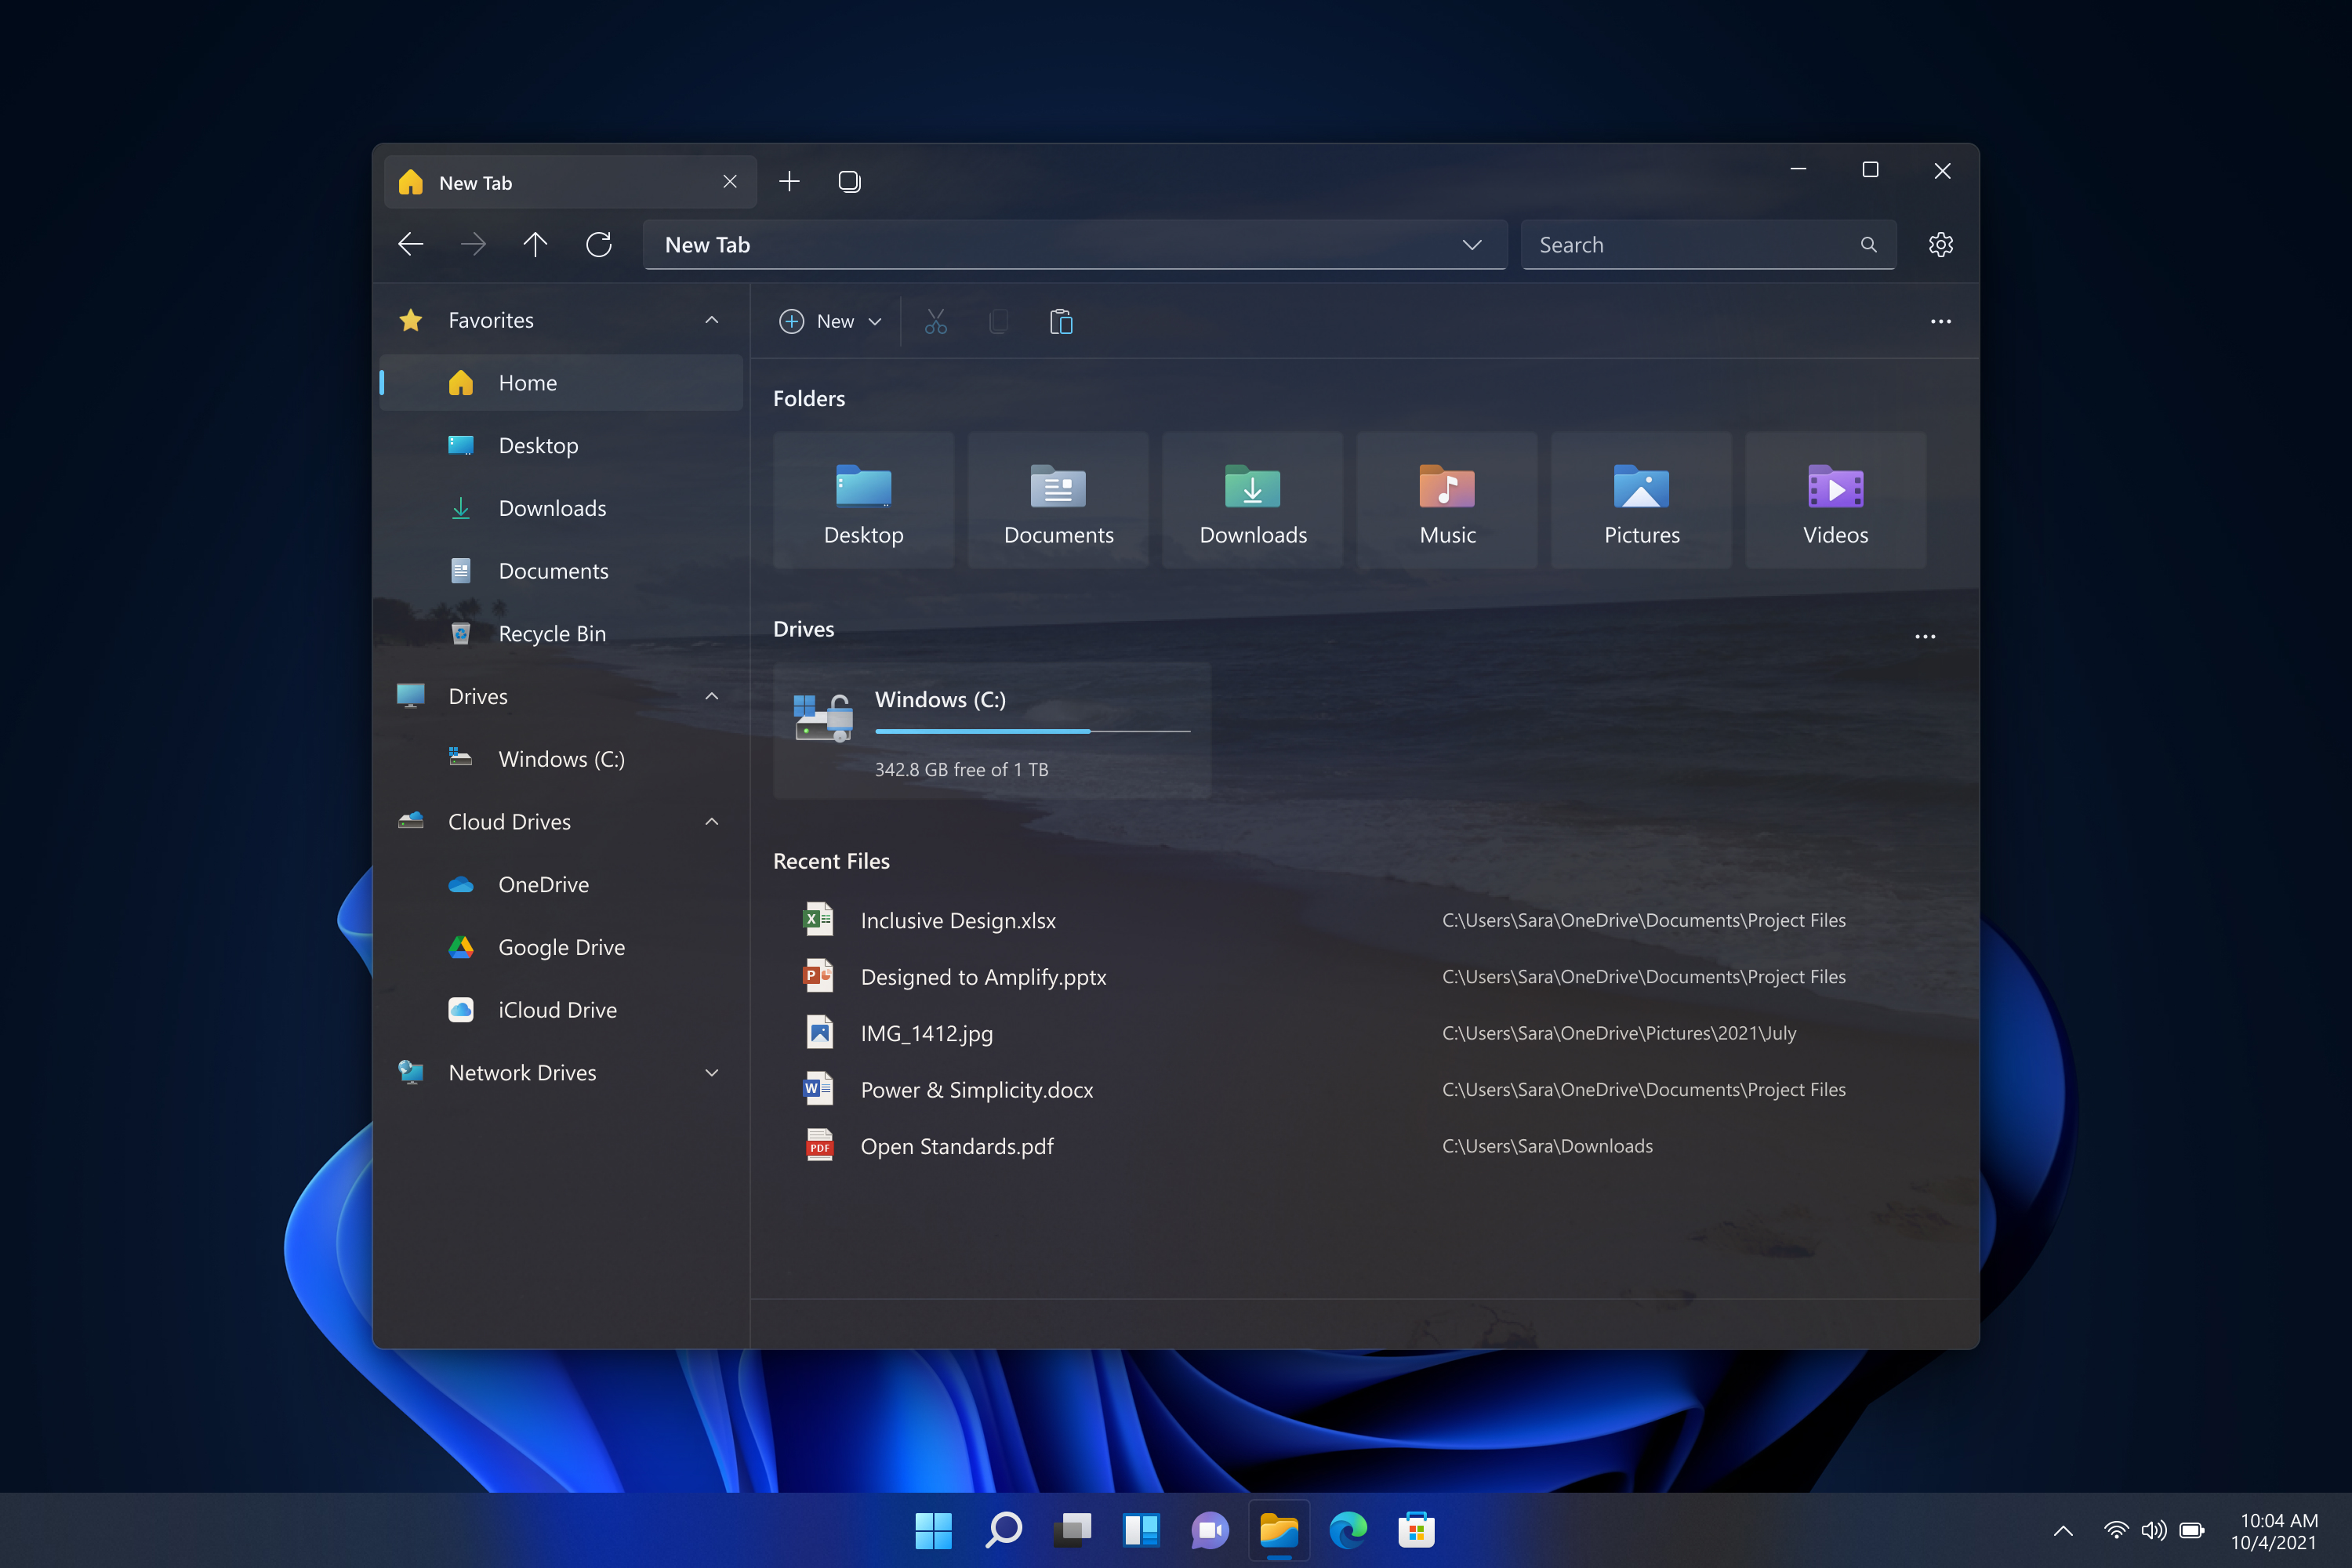 New Tab
New Tab
Search
Favorites
Home
Desktop
Downloads
Documents
Recycle Bin
Drives
Windows (C:)
Cloud Drives
OneDrive
Google Drive
iCloud Drive
Network Drives
New
Folders
Desktop Documents Downloads Music Pictures Videos
Drives
Windows (C:)
342.8 GB free of 1 TB
Recent Files
Inclusive Design.xlsx C:\Users\Sara\OneDrive\Documents\Project Files
Designed to Amplify.pptx C:\Users\Sara\OneDrive\Documents\Project Files
IMG_1412.jpg C:\Users\Sara\OneDrive\Pictures\2021\July
Power & Simplicity.docx C:\Users\Sara\OneDrive\Documents\Project Files
PDF Open Standards.pdf C:\Users\Sara\Downloads
10:04 AM
10/4/2021